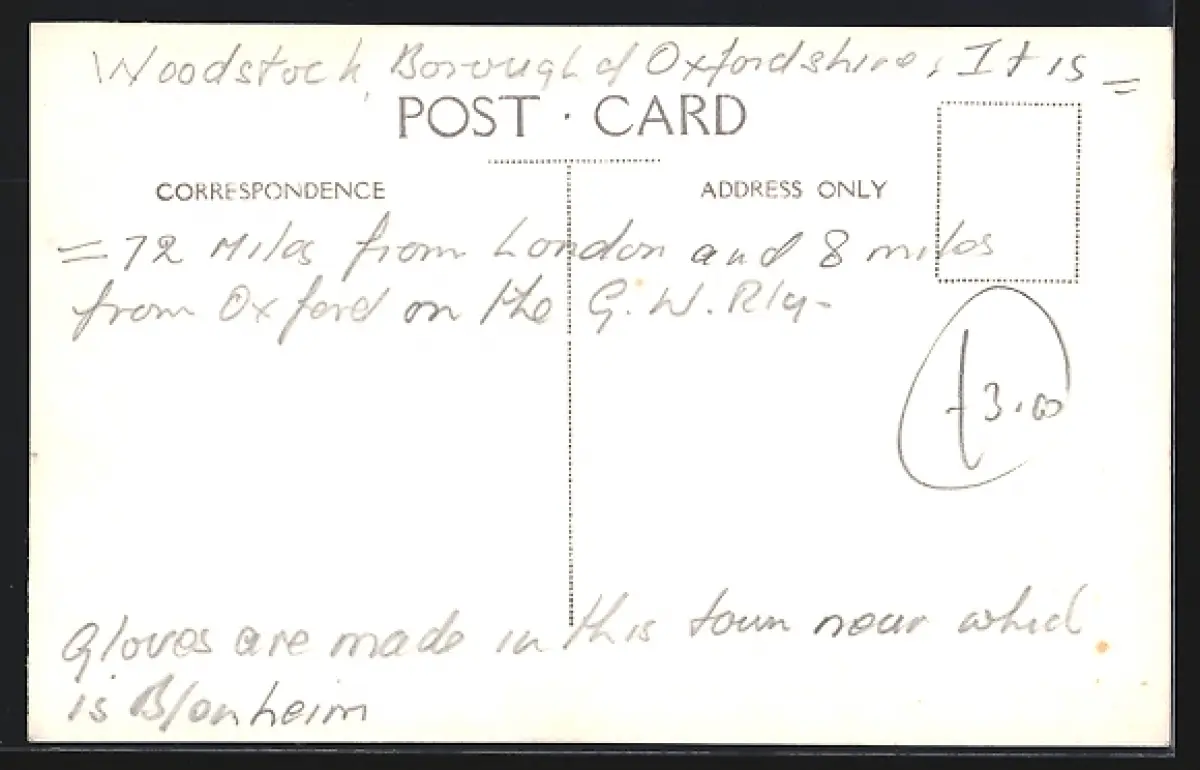 Woodstock, Borough of Oxfordshire, It is =
POST · CARD
CORRESPONDENCE
ADDRESS ONLY
= 72 Miles from London and 8 miles
from Oxford on the G.W.Rly-
£3.00
Gloves are made in this town near which
is Blenheim